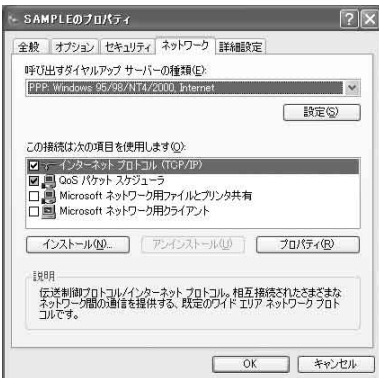 SAMPLEのプロパティ
全般 オプション セキュリティ ネットワーク 詳細設定
呼び出すダイヤルアップ サーバーの種類(E):
PPP: Windows 95/98/NT4/2000, Internet
設定(S)
この接続は次の項目を使用します(O):
インターネット プロトコル (TCP/IP)
QoS パケット スケジューラ
Microsoft ネットワーク用ファイルとプリンタ共有
Microsoft ネットワーク用クライアント
インストール(N)... アンインストール(U) プロパティ(R)
説明
伝送制御プロトコル/インターネット プロトコル。相互接続されたさまざまな
ネットワーク間の通信を提供する、既定のワイド エリア ネットワーク プロト
コルです。
OK キャンセル